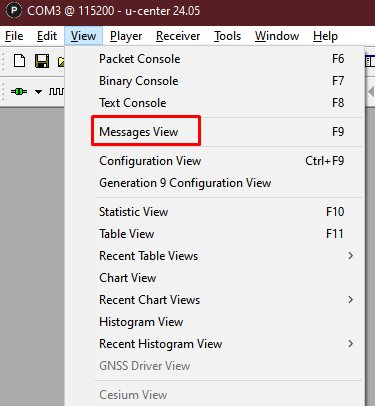 COM3 @ 115200 - u-center 24.05
File Edit View Player Receiver Tools Window Help
Packet Console F6
Binary Console F7
Text Console F8
Messages View F9
Configuration View Ctrl+F9
Generation 9 Configuration View
Statistic View F10
Table View F11
Recent Table Views
Chart View
Recent Chart Views
Histogram View
Recent Histogram View
GNSS Driver View
Cesium View